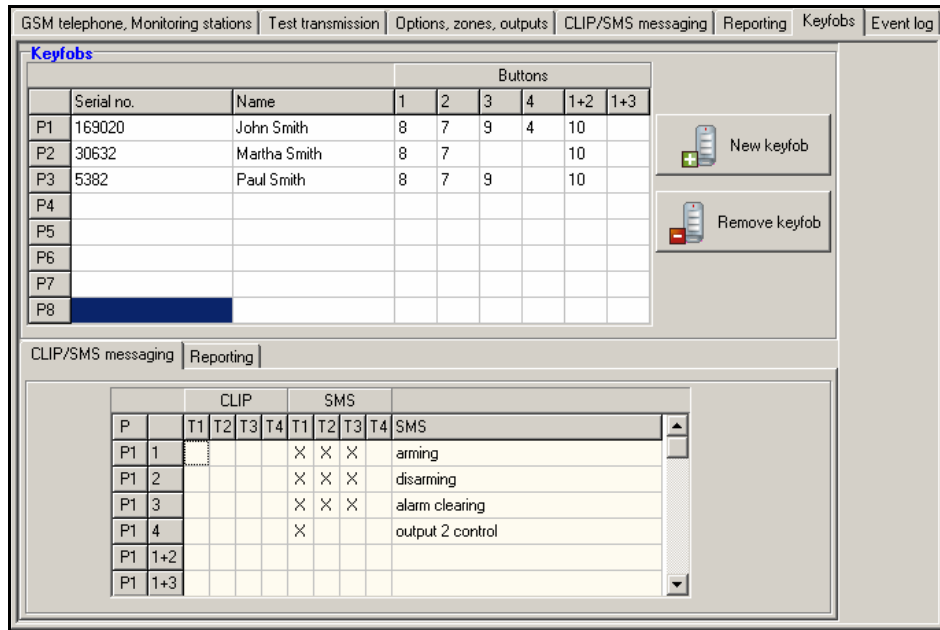 GSM telephone, Monitoring stations Test transmission Options, zones, outputs CLIP/SMS messaging Reporting Keyfobs Event log
Keyfobs
Buttons
Serial no. Name 1 2 3 4 1+2 1+3
P1 169020 John Smith 8 7 9 4 10
P2 30632 Martha Smith 8 7 10
P3 5382 Paul Smith 8 7 9 10
P4
P5
P6
P7
P8
New keyfob
Remove keyfob
CLIP/SMS messaging Reporting
CLIP SMS
P T1 T2 T3 T4 T1 T2 T3 T4 SMS
P1 1 X X X arming
P1 2 X X X disarming
P1 3 X X X alarm clearing
P1 4 X output 2 control
P1 1+2
P1 1+3